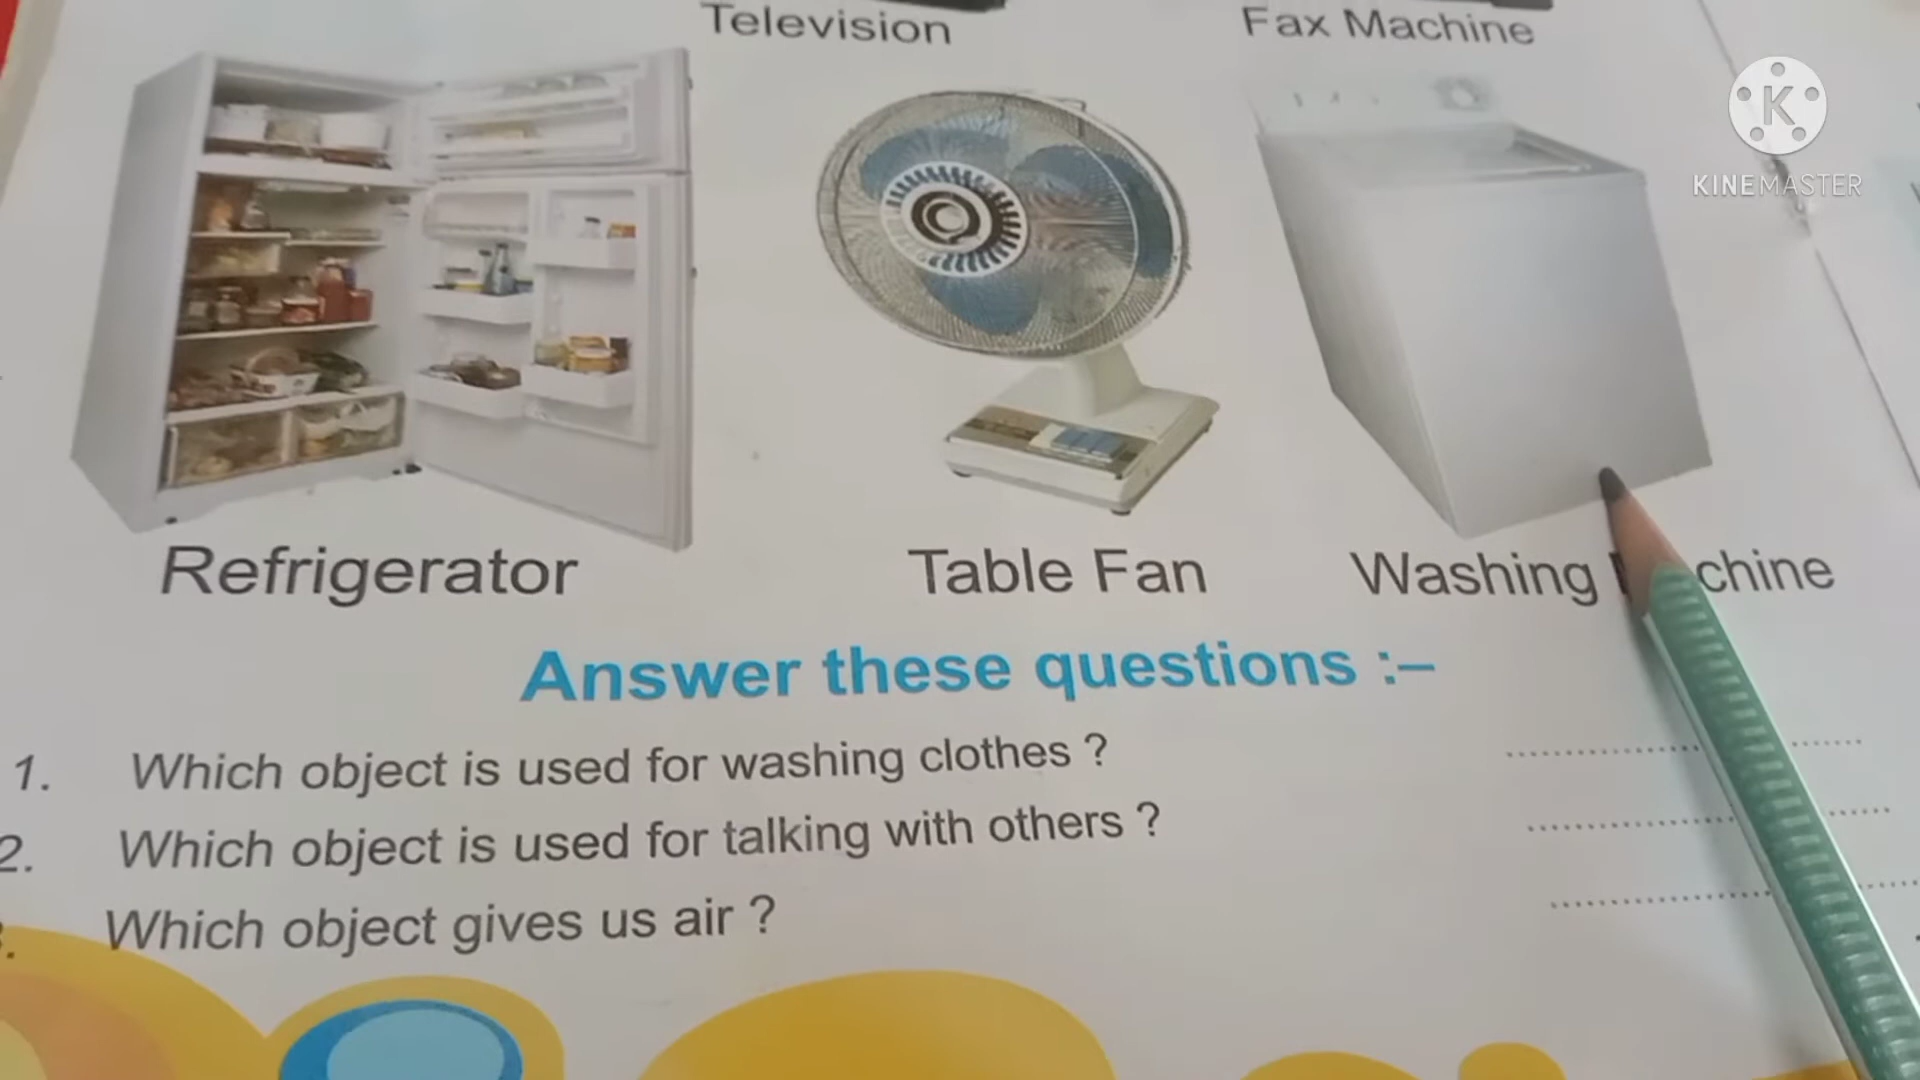 Television
Fax Machine
KINEMASTER
Refrigerator
Table Fan
Washing chine
Answer these questions :–
1. Which object is used for washing clothes ?
2. Which object is used for talking with others ?
Which object gives us air ?